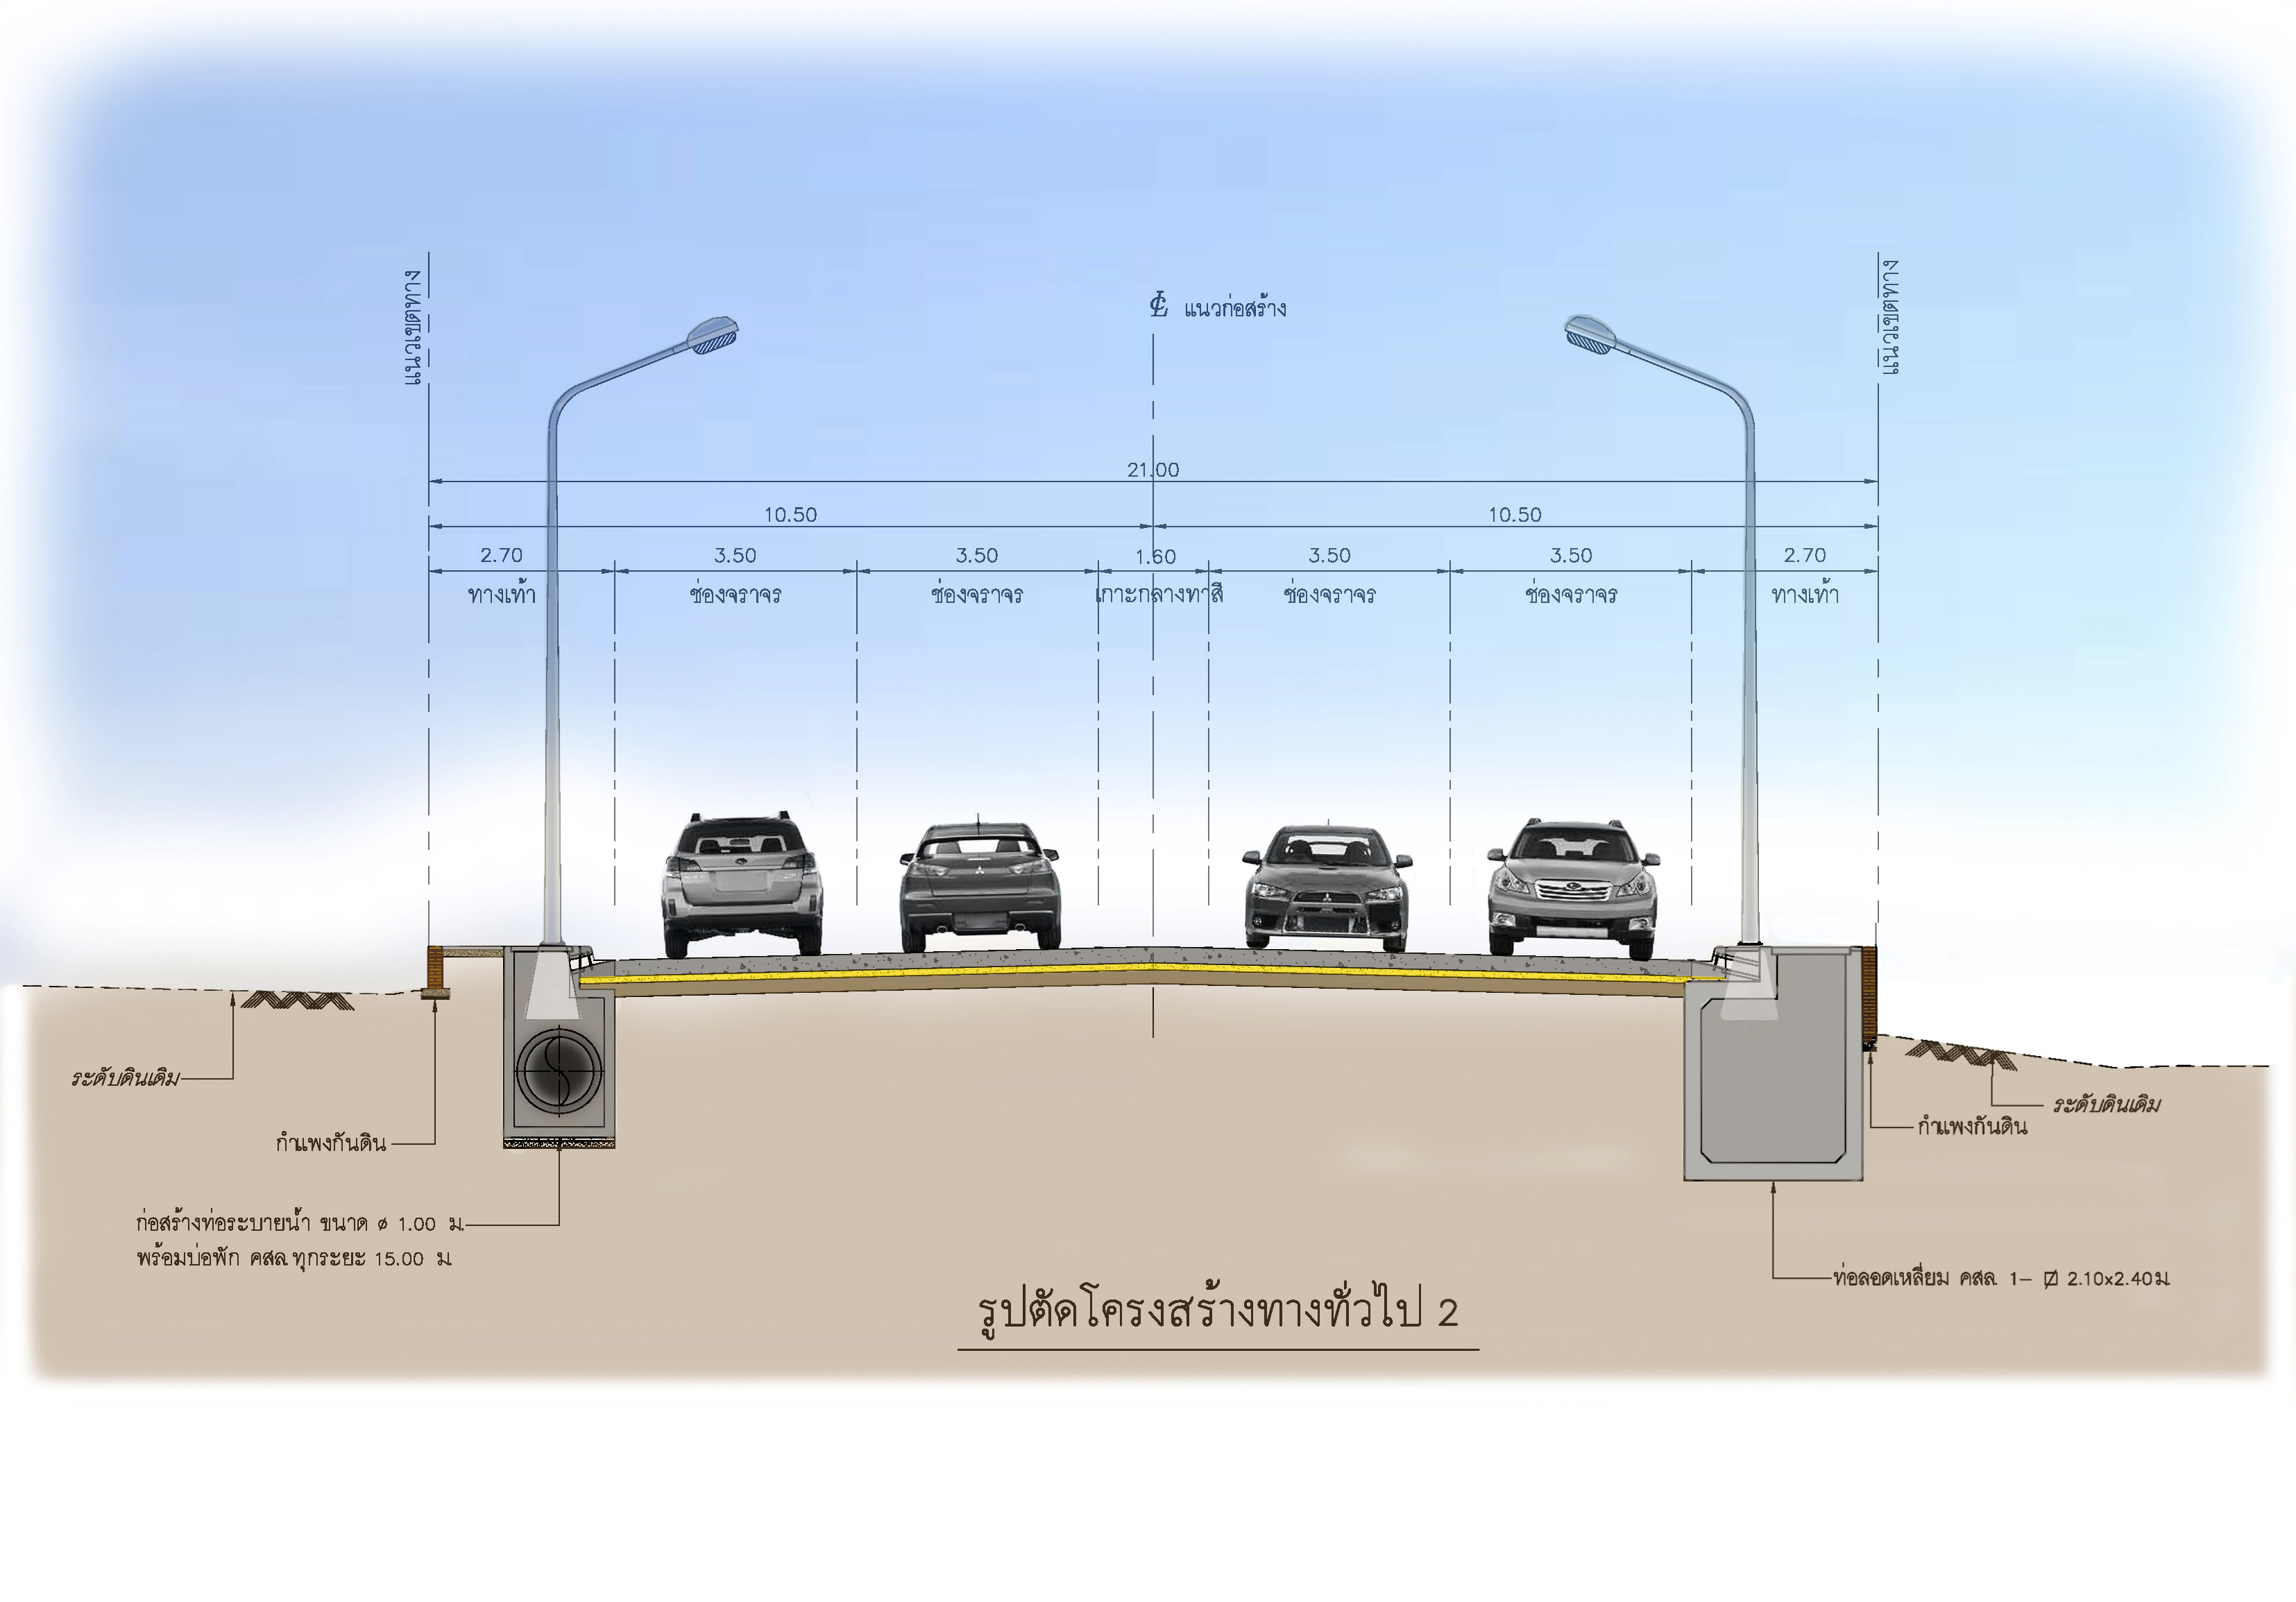 แนวเขตทาง
℄ แนวก่อสร้าง
แนวเขตทาง
21.00
10.50 10.50
2.70 3.50 3.50 1.60 3.50 3.50 2.70
ทางเท้า ช่องจราจร ช่องจราจร เกาะกลางทาสี ช่องจราจร ช่องจราจร ทางเท้า
ระดับดินเดิม
ระดับดินเดิม
กำแพงกันดิน
กำแพงกันดิน
ก่อสร้างท่อระบายน้ำ ขนาด ø 1.00 ม.
พร้อมบ่อพัก คสล.ทุกระยะ 15.00 ม.
ท่อลอดเหลี่ยม คสล. 1- 2.10x2.40ม.
รูปตัดโครงสร้างทางทั่วไป 2